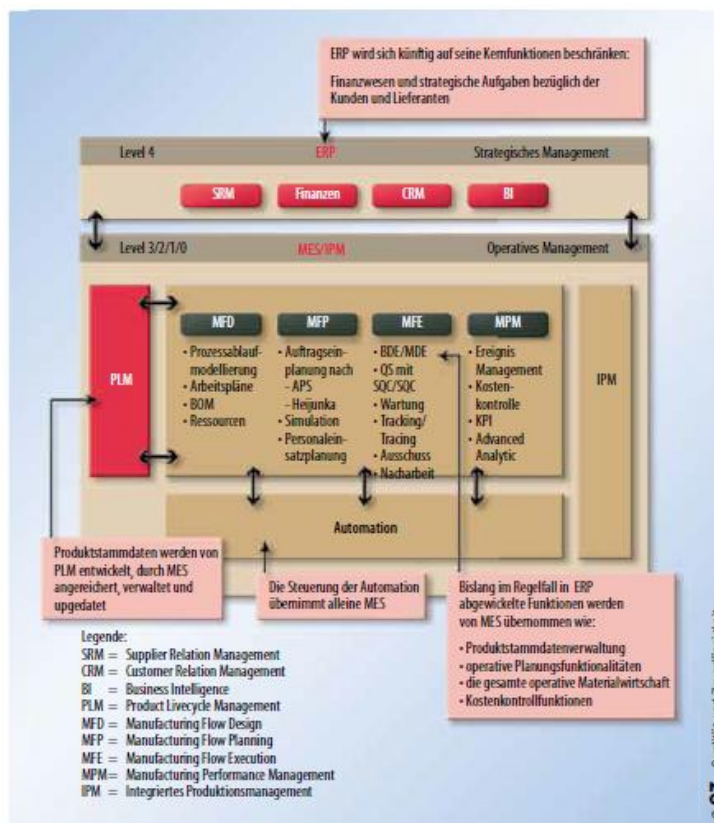 ERP wird sich künftig auf seine Kernfunktionen beschränken:
Finanzwesen und strategische Aufgaben bezüglich der
Kunden und Lieferanten
Level 4 ERP Strategisches Management
SRM Finanzen CRM BI
Level 3/2/1/0 MES/IPM Operatives Management
PLM
MFD
• Prozessablauf-
modellierung
• Arbeitspläne
• BOM
• Ressourcen
MFP
• Auftragsein-
planung nach
- APS
- Heijunka
• Simulation
• Personalein-
satzplanung
MFE
• BDE/MDE
• QS mit
SQC/SQC
• Wartung
• Tracking/
Tracing
• Ausschuss
• Nacharbeit
MPM
• Ereignis
Management
• Kosten-
kontrolle
• KPI
• Advanced
Analytic
IPM
Automation
Produktstammdaten werden von
PLM entwickelt, durch MES
angereichert, verwaltet und
upgedatet
Die Steuerung der Automation
übernimmt alleine MES
Bislang im Regelfall in ERP
abgewickelte Funktionen werden
von MES übernommen wie:
• Produktstammdatenverwaltung
• operative Planungsfunktionalitäten
• die gesamte operative Materialwirtschaft
• Kostenkontrollfunktionen
Legende:
SRM = Supplier Relation Management
CRM = Customer Relation Management
BI = Business Intelligence
PLM = Product Livecycle Management
MFD = Manufacturing Flow Design
MFP = Manufacturing Flow Planning
MFE = Manufacturing Flow Execution
MPM= Manufacturing Performance Management
IPM = Integriertes Produktionsmanagement